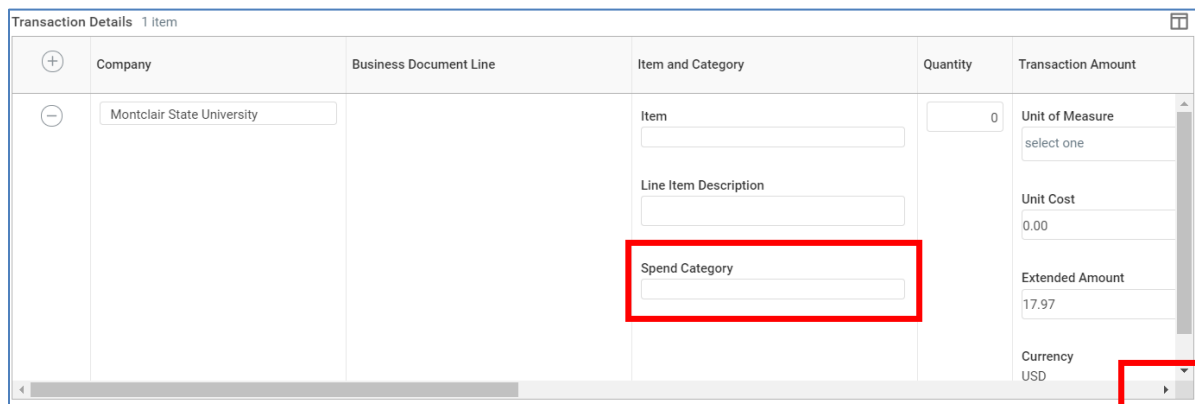 Transaction Details 1 item
Company Business Document Line Item and Category Quantity Transaction Amount
Montclair State University
Item
Line Item Description
Spend Category
0
Unit of Measure
select one
Unit Cost
0.00
Extended Amount
17.97
Currency
USD